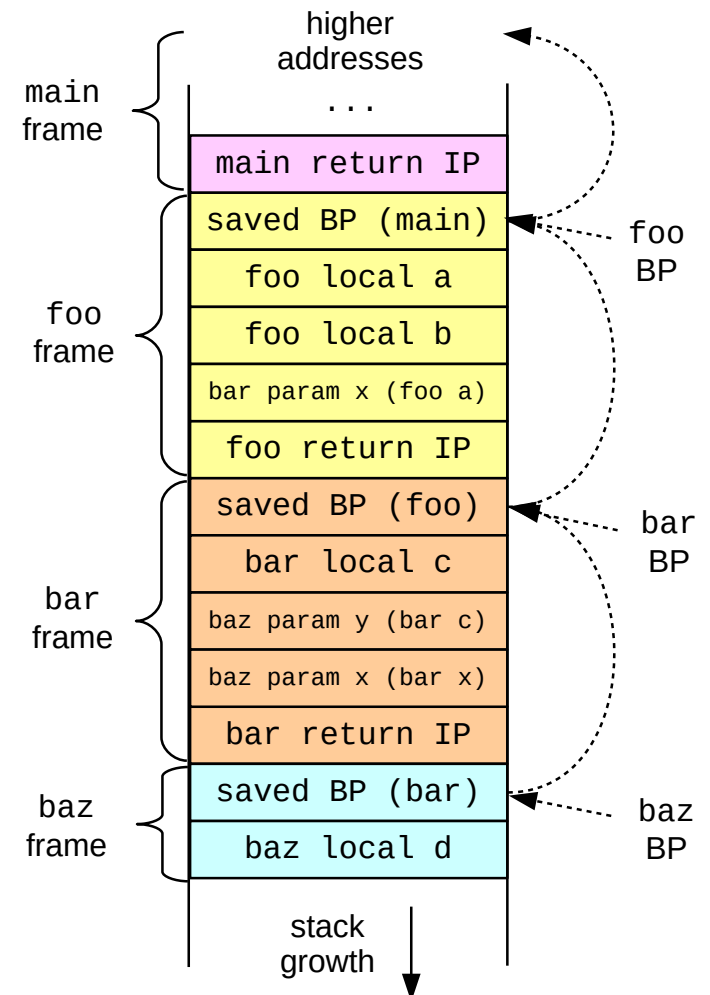 higher
addresses
...
main
frame
main return IP
saved BP (main)
foo
BP
foo local a
foo local b
foo
frame
bar param x (foo a)
foo return IP
saved BP (foo)
bar
BP
bar local c
bar
frame
baz param y (bar c)
baz param x (bar x)
bar return IP
saved BP (bar)
baz
BP
baz
frame
baz local d
stack
growth